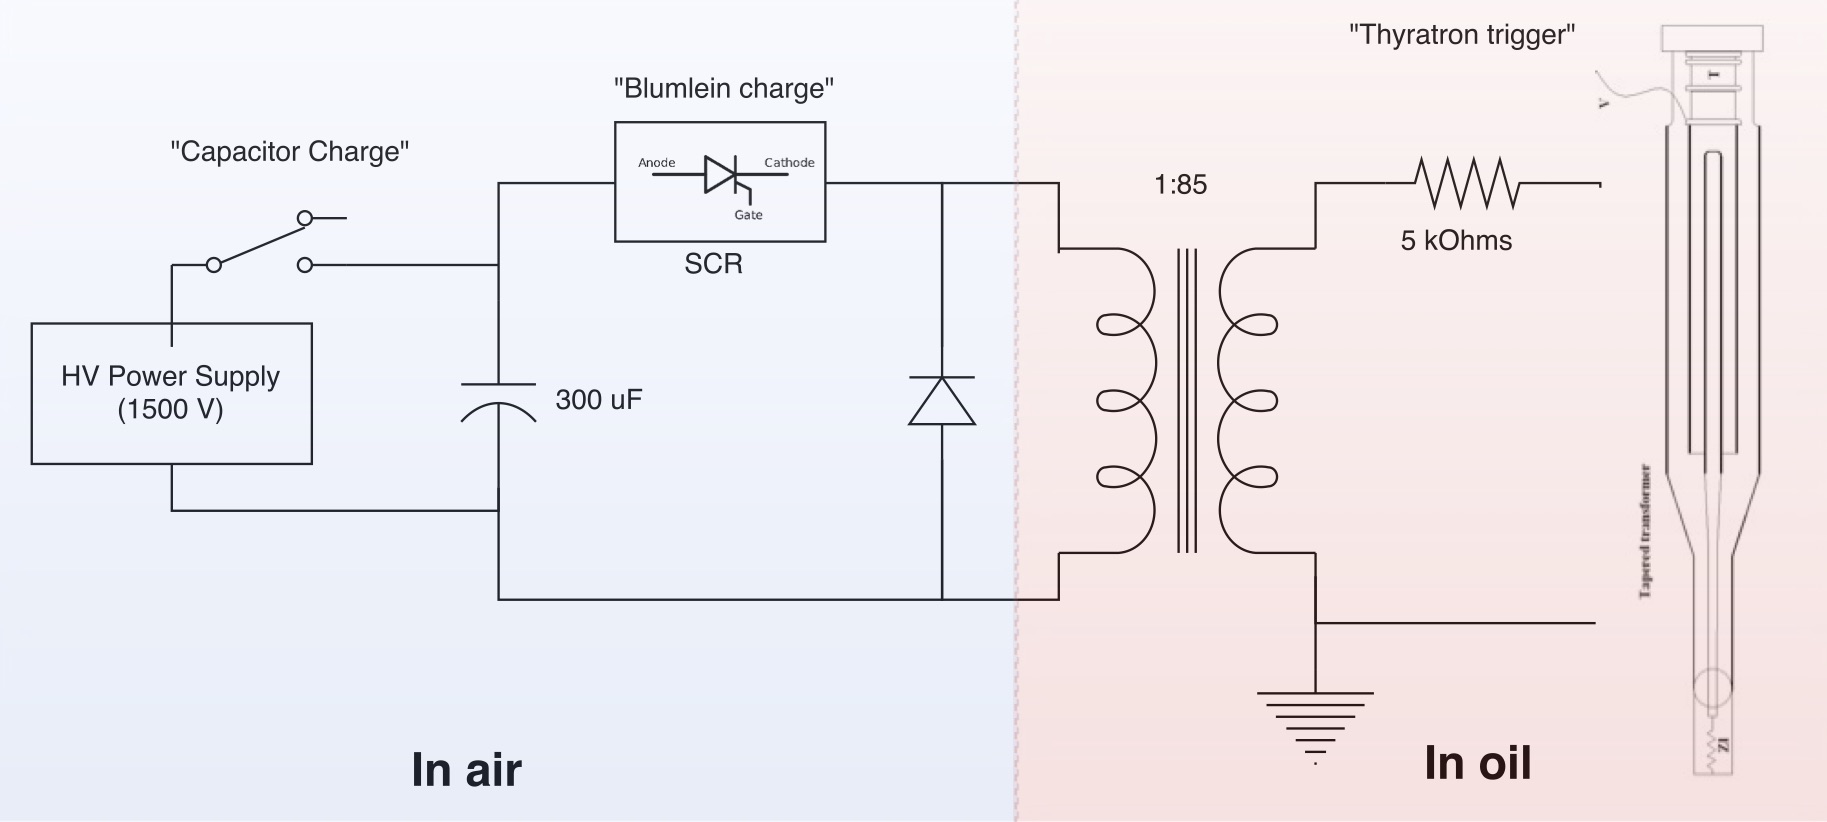 "Thyratron trigger"
"Blumlein charge"
"Capacitor Charge"
Anode
Cathode
Gate
SCR
1:85
5 kOhms
HV Power Supply
(1500 V)
300 uF
T
A
Tapered transformer
In air
In oil